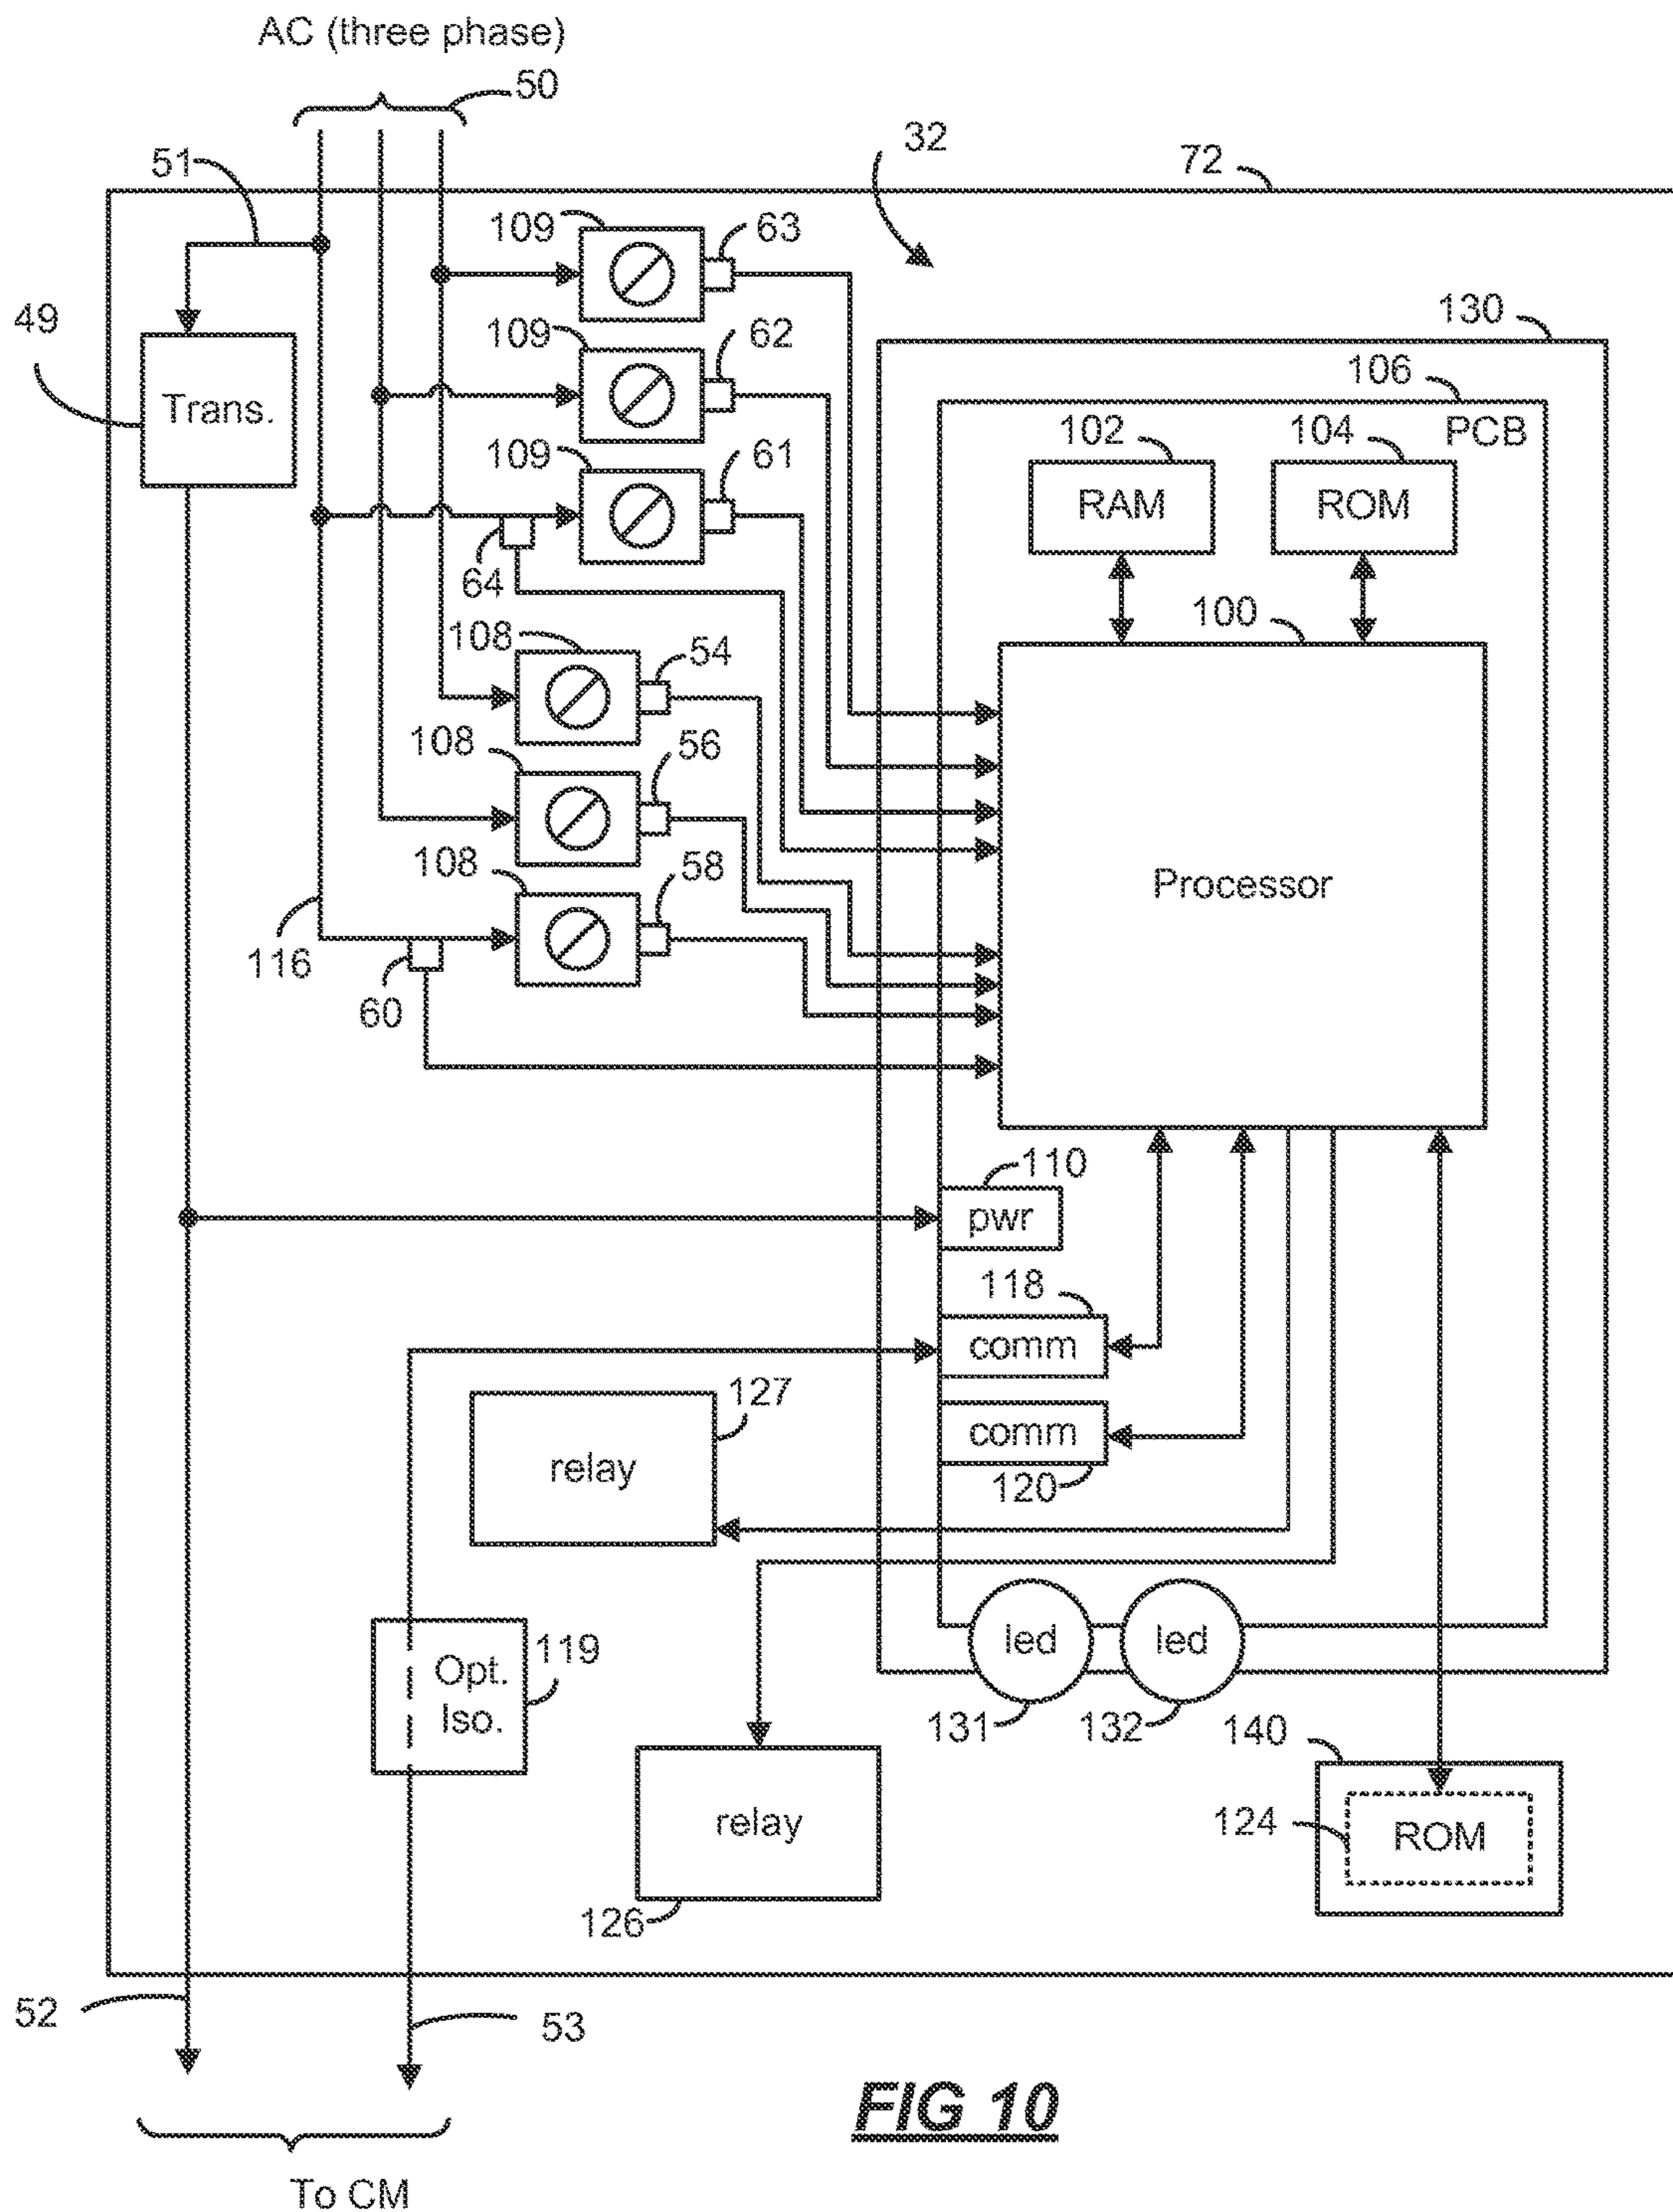 AC (three phase)
50
32
72
51
109
63
49
130
109
62
106
Trans.
PCB
102
104
109
61
RAM
ROM
64
100
108
54
108
56
108
58
Processor
116
60
110
pwr
118
comm
127
comm
relay
120
119
led
led
Opt.
Iso.
131
132
140
relay
124
ROM
126
52
53
FIG 10
To CM